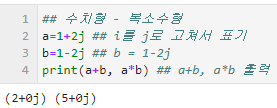 1 ## 수치형 - 복소수형
2 a=1+2j ## i를 j로 고쳐서 표기
3 b=1-2j ## b = 1-2j
4 print(a+b, a*b) ## a+b, a*b 출력
(2+0j) (5+0j)